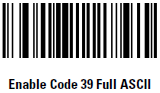 Enable Code 39 Full ASCII